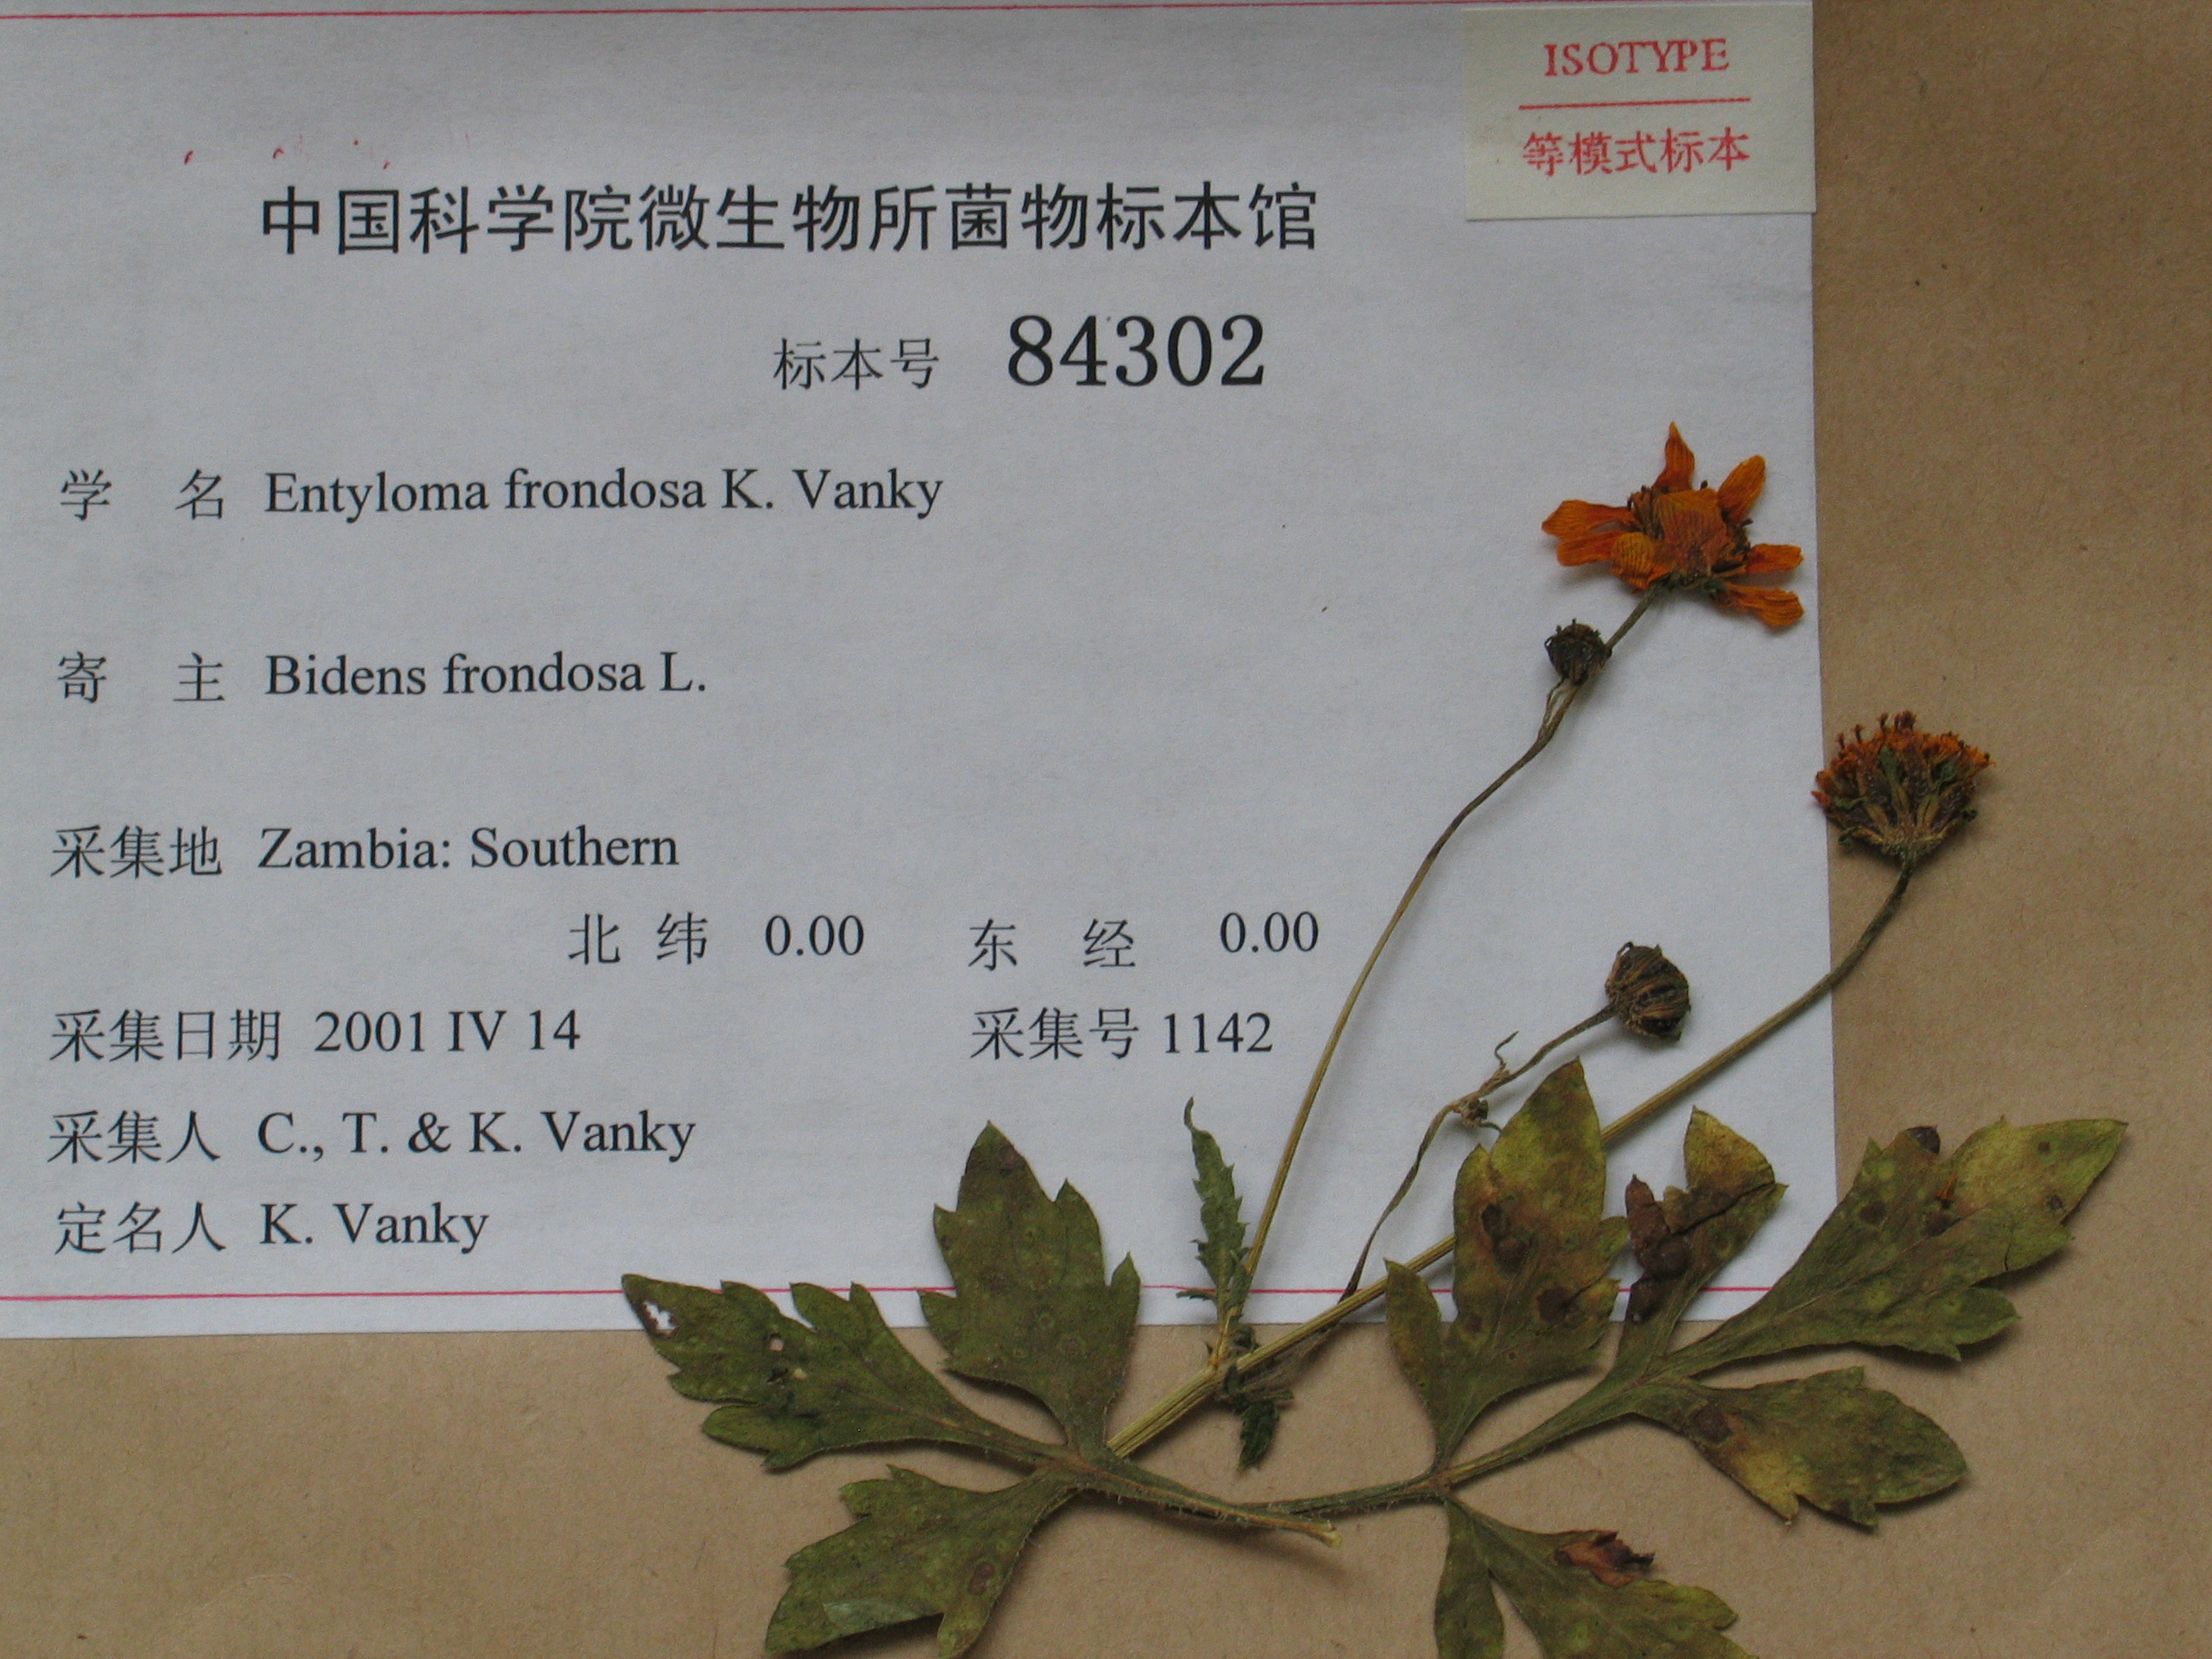 ISOTYPE
等模式标本
中国科学院微生物所菌物标本馆
标本号 84302
学 名 Entyloma frondosa K. Vanky
寄 主 Bidens frondosa L.
采集地 Zambia: Southern
北 纬 0.00 东 经 0.00
采集日期 2001 IV 14 采集号 1142
采集人 C., T. & K. Vanky
定名人 K. Vanky